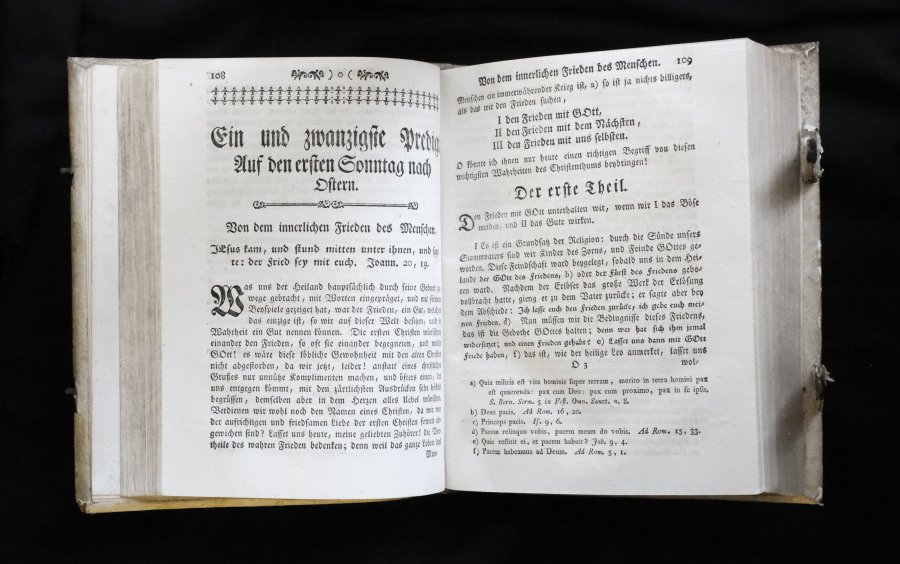 108
) o (
Ein und zwanzigste Predig
Auf den ersten Sonntag nach
Ostern.
Von dem innerlichen Frieden des Menschen.
JEsus kam, und stund mitten unter ihnen, und sag
te: der Fried sey mit euch. Joann. 20, 19.
Was uns der Heiland hauptsächlich durch seine Geburt zu
wege gebracht, mit Worten eingepräget, und mit seinem
Beyspiele gezeiget hat, war der Frieden, ein Gut, welches
das einzige ist, so wir auf dieser Welt besitzen, und in
Wahrheit ein Gut nennen können. Die ersten Christen wünschten
einander den Frieden, so oft sie einander begegneten, und wollte
GOtt! es wäre diese löbliche Gewohnheit mit den alten Christen
nicht abgestorben, da wir jetzt, leider! anstatt eines christlichen
Grußes nur unnütze Komplimenten machen, und öfters einen, der
uns entgegen kömmt, mit den zärtlichsten Ausdrücken sehr höflich
begrüssen, demselben aber in dem Herzen alles Uebel wünschen.
Verdienen wir wohl noch den Namen eines Christen, da wir von
der aufrichtigen und friedsamen Liebe der ersten Christen soweit ab-
gewichen sind? Lasset uns heute, meine geliebten Zuhörer! die Vor-
theile des wahren Frieden bedenken; denn weil das ganze Leben des
Men-
Von dem innerlichen Frieden des Menschen. 109
Menschen ein immerwährender Krieg ist, a) so ist ja nichts billigers,
als das wir den Frieden suchen,
I den Frieden mit GOtt,
II den Frieden mit dem Nächsten,
III den Frieden mit uns selbsten.
O könnte ich ihnen nur heute einen richtigen Begriff von diesen
wichtigsten Wahrheiten des Christenthums beybringen!
Der erste Theil.
Den Frieden mit GOtt unterhalten wir, wenn wir I das Böse
meiden, und II das Gute wirken.
I Es ist ein Grundsatz der Religion: durch die Sünde unsers
Stammvaters sind wir Kinder des Zorns, und Feinde GOttes ge-
worden. Diese Feindschaft ward beygelegt, sobald uns in dem Hei-
lande der GOtt des Friedens, b) oder der Fürst des Friedens gebo-
ren ward. Nachdem der Erlöser das große Werk der Erlösung
vollbracht hatte, gieng er zu dem Vater zurück; er sagte aber bey
dem Abschiede: Ich lasse euch den Frieden zurücke, ich gebe euch mei-
nen Frieden. d) Nun müssen wir die Bedingnisse dieses Friedens,
das ist die Gebothe GOttes halten; denn wer hat sich ihm jemal
widersetzet, und einen Frieden gehabt? e) Lasset uns dann mit GOtt
Friede haben, f) das ist, wie der heilige Leo anmerket, lasset uns
O 3 wol-
a) Quia militia est vita hominis super terram, merito in terra homini pax
est quærenda: pax cum Deo: pax cum proximo, pax in se ipso.
S. Bern. Serm. 5 in Fest. Omn. Sanct. n. 8.
b) Deus pacis. Ad Rom. 16, 20.
c) Princeps pacis. Is. 9, 6.
d) Pacem relinquo vobis, pacem meam do vobis. Ad Rom. 15, 33.
e) Quis restitit ei, et pacem habuit? Job. 9, 4.
f) Pacem habeamus ad Deum. Ad Rom. 5, 1.